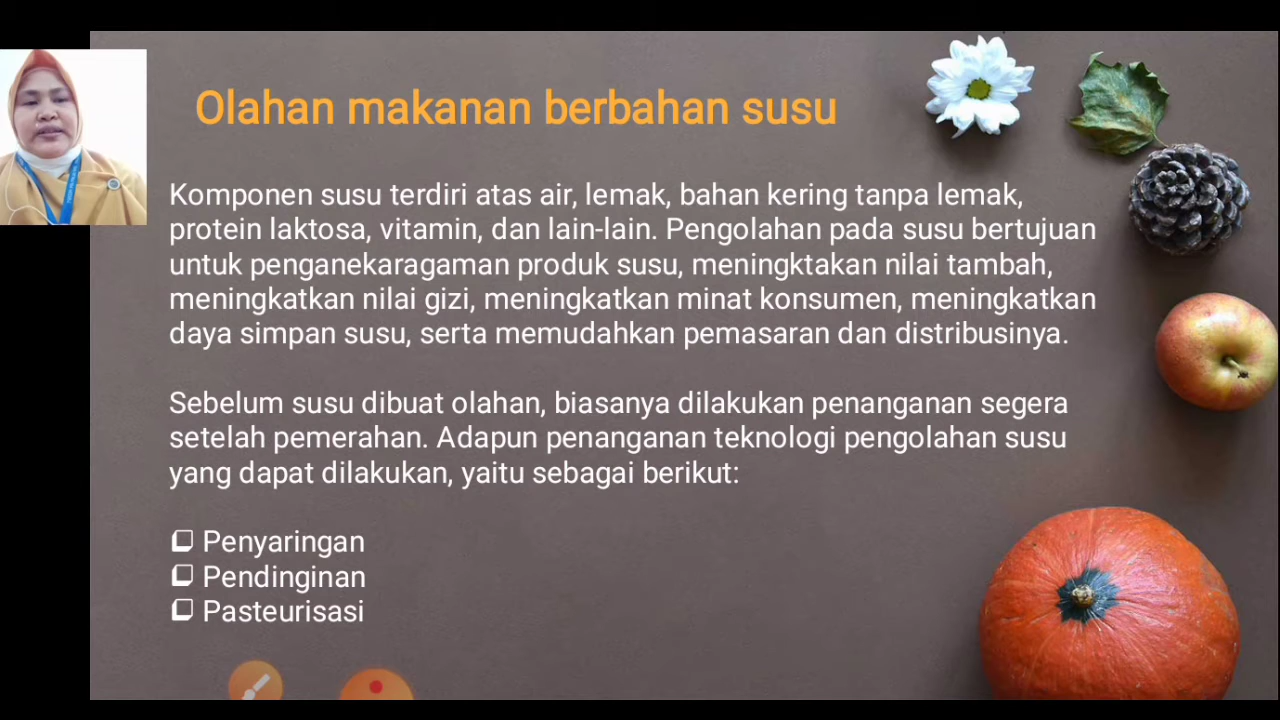 Olahan makanan berbahan susu
Komponen susu terdiri atas air, lemak, bahan kering tanpa lemak,
protein laktosa, vitamin, dan lain-lain. Pengolahan pada susu bertujuan
untuk penganekaragaman produk susu, meningktakan nilai tambah,
meningkatkan nilai gizi, meningkatkan minat konsumen, meningkatkan
daya simpan susu, serta memudahkan pemasaran dan distribusinya.
Sebelum susu dibuat olahan, biasanya dilakukan penanganan segera
setelah pemerahan. Adapun penanganan teknologi pengolahan susu
yang dapat dilakukan, yaitu sebagai berikut:
❑ Penyaringan
❑ Pendinginan
❑ Pasteurisasi